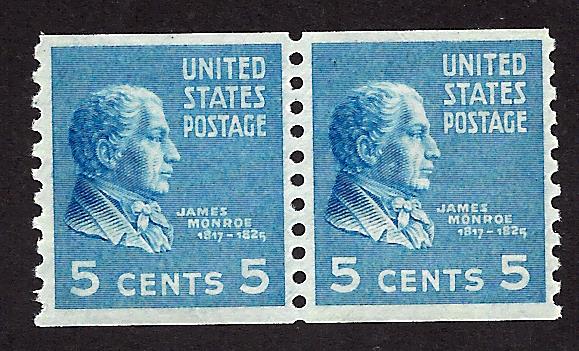 UNITED
STATES
POSTAGE
JAMES
MONROE
1817-1825
5 CENTS 5
UNITED
STATES
POSTAGE
JAMES
MONROE
1817-1825
5 CENTS 5